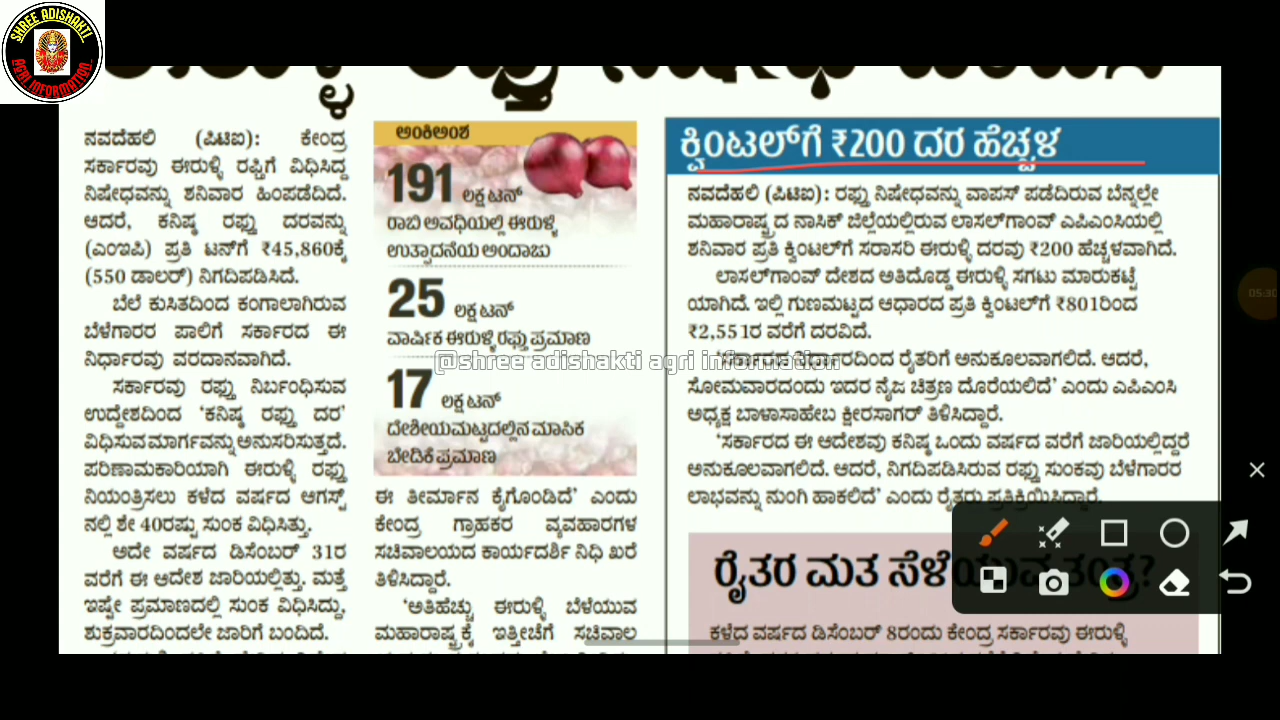 SHREE ADISHAKTI
AGRI INFORMATION
ನವದೆಹಲಿ (ಪಿಟಿಐ): ಕೇಂದ್ರ
ಸರ್ಕಾರವು ಈರುಳ್ಳಿ ರಫ್ತಿಗೆ ವಿಧಿಸಿದ್ದ
ನಿಷೇಧವನ್ನು ಶನಿವಾರ ಹಿಂಪಡೆದಿದೆ.
ಆದರೆ, ಕನಿಷ್ಠ ರಫ್ತು ದರವನ್ನು
(ಎಂಇಪಿ) ಪ್ರತಿ ಟನ್‌ಗೆ ₹45,860ಕ್ಕೆ
(550 ಡಾಲರ್) ನಿಗದಿಪಡಿಸಿದೆ.
ಬೆಲೆ ಕುಸಿತದಿಂದ ಕಂಗಾಲಾಗಿರುವ
ಬೆಳೆಗಾರರ ಪಾಲಿಗೆ ಸರ್ಕಾರದ ಈ
ನಿರ್ಧಾರವು ವರದಾನವಾಗಿದೆ.
ಸರ್ಕಾರವು ರಫ್ತು ನಿರ್ಬಂಧಿಸುವ
ಉದ್ದೇಶದಿಂದ ‘ಕನಿಷ್ಠ ರಫ್ತು ದರ’
ವಿಧಿಸುವ ಮಾರ್ಗವನ್ನು ಅನುಸರಿಸುತ್ತದೆ.
ಪರಿಣಾಮಕಾರಿಯಾಗಿ ಈರುಳ್ಳಿ ರಫ್ತು
ನಿಯಂತ್ರಿಸಲು ಕಳೆದ ವರ್ಷದ ಆಗಸ್ಟ್
ನಲ್ಲಿ ಶೇ 40ರಷ್ಟು ಸುಂಕ ವಿಧಿಸಿತ್ತು.
ಅದೇ ವರ್ಷದ ಡಿಸೆಂಬರ್ 31ರ
ವರೆಗೆ ಈ ಆದೇಶ ಜಾರಿಯಲ್ಲಿತ್ತು. ಮತ್ತೆ
ಇಷ್ಟೇ ಪ್ರಮಾಣದಲ್ಲಿ ಸುಂಕ ವಿಧಿಸಿದ್ದು,
ಶುಕ್ರವಾರದಿಂದಲೇ ಜಾರಿಗೆ ಬಂದಿದೆ.
ಅಂಕಿಅಂಶ
191 ಲಕ್ಷ ಟನ್
ರಾಬಿ ಅವಧಿಯಲ್ಲಿ ಈರುಳ್ಳಿ
ಉತ್ಪಾದನೆಯ ಅಂದಾಜು
25 ಲಕ್ಷ ಟನ್
ವಾರ್ಷಿಕ ಈರುಳ್ಳಿ ರಫ್ತು ಪ್ರಮಾಣ
17 ಲಕ್ಷ ಟನ್
ದೇಶೀಯಮಟ್ಟದಲ್ಲಿನ ಮಾಸಿಕ
ಬೇಡಿಕೆ ಪ್ರಮಾಣ
ಈ ತೀರ್ಮಾನ ಕೈಗೊಂಡಿದೆ’ ಎಂದು
ಕೇಂದ್ರ ಗ್ರಾಹಕರ ವ್ಯವಹಾರಗಳ
ಸಚಿವಾಲಯದ ಕಾರ್ಯದರ್ಶಿ ನಿಧಿ ಖರೆ
ತಿಳಿಸಿದ್ದಾರೆ.
‘ಅತಿಹೆಚ್ಚು ಈರುಳ್ಳಿ ಬೆಳೆಯುವ
ಮಹಾರಾಷ್ಟ್ರಕ್ಕೆ ಇತ್ತೀಚೆಗೆ ಸಚಿವಾಲ
ಕ್ವಿಂಟಲ್‌ಗೆ ₹200 ದರ ಹೆಚ್ಚಳ
ನವದೆಹಲಿ (ಪಿಟಿಐ): ರಫ್ತು ನಿಷೇಧವನ್ನು ವಾಪಸ್ ಪಡೆದಿರುವ ಬೆನ್ನಲ್ಲೇ
ಮಹಾರಾಷ್ಟ್ರದ ನಾಸಿಕ್ ಜಿಲ್ಲೆಯಲ್ಲಿರುವ ಲಾಸಲ್‌ಗಾಂವ್ ಎಪಿಎಂಸಿಯಲ್ಲಿ
ಶನಿವಾರ ಪ್ರತಿ ಕ್ವಿಂಟಲ್‌ಗೆ ಸರಾಸರಿ ಈರುಳ್ಳಿ ದರವು ₹200 ಹೆಚ್ಚಳವಾಗಿದೆ.
ಲಾಸಲ್‌ಗಾಂವ್ ದೇಶದ ಅತಿದೊಡ್ಡ ಈರುಳ್ಳಿ ಸಗಟು ಮಾರುಕಟ್ಟೆ
ಯಾಗಿದೆ. ಇಲ್ಲಿ ಗುಣಮಟ್ಟದ ಆಧಾರದ ಪ್ರತಿ ಕ್ವಿಂಟಲ್‌ಗೆ ₹801ರಿಂದ
₹2,551ರ ವರೆಗೆ ದರವಿದೆ.
‘ಸರ್ಕಾರದ ನಿರ್ಧಾರದಿಂದ ರೈತರಿಗೆ ಅನುಕೂಲವಾಗಲಿದೆ. ಆದರೆ,
ಸೋಮವಾರದಂದು ಇದರ ನೈಜ ಚಿತ್ರಣ ದೊರೆಯಲಿದೆ’ ಎಂದು ಎಪಿಎಂಸಿ
ಅಧ್ಯಕ್ಷ ಬಾಳಾಸಾಹೇಬ ಕ್ಷೀರಸಾಗರ್ ತಿಳಿಸಿದ್ದಾರೆ.
‘ಸರ್ಕಾರದ ಈ ಆದೇಶವು ಕನಿಷ್ಠ ಒಂದು ವರ್ಷದ ವರೆಗೆ ಜಾರಿಯಲ್ಲಿದ್ದರೆ
ಅನುಕೂಲವಾಗಲಿದೆ. ಆದರೆ, ನಿಗದಿಪಡಿಸಿರುವ ರಫ್ತು ಸುಂಕವು ಬೆಳೆಗಾರರ
ಲಾಭವನ್ನು ನುಂಗಿ ಹಾಕಲಿದೆ’ ಎಂದು ರೈತರು ಪ್ರತಿಕ್ರಿಯಿಸಿದ್ದಾರೆ.
ರೈತರ ಮತ ಸೆಳೆಯುವ ತಂತ್ರ?
ಕಳೆದ ವರ್ಷದ ಡಿಸೆಂಬರ್ 8ರಂದು ಕೇಂದ್ರ ಸರ್ಕಾರವು ಈರುಳ್ಳಿ
@shree adishakti agri information
05:30